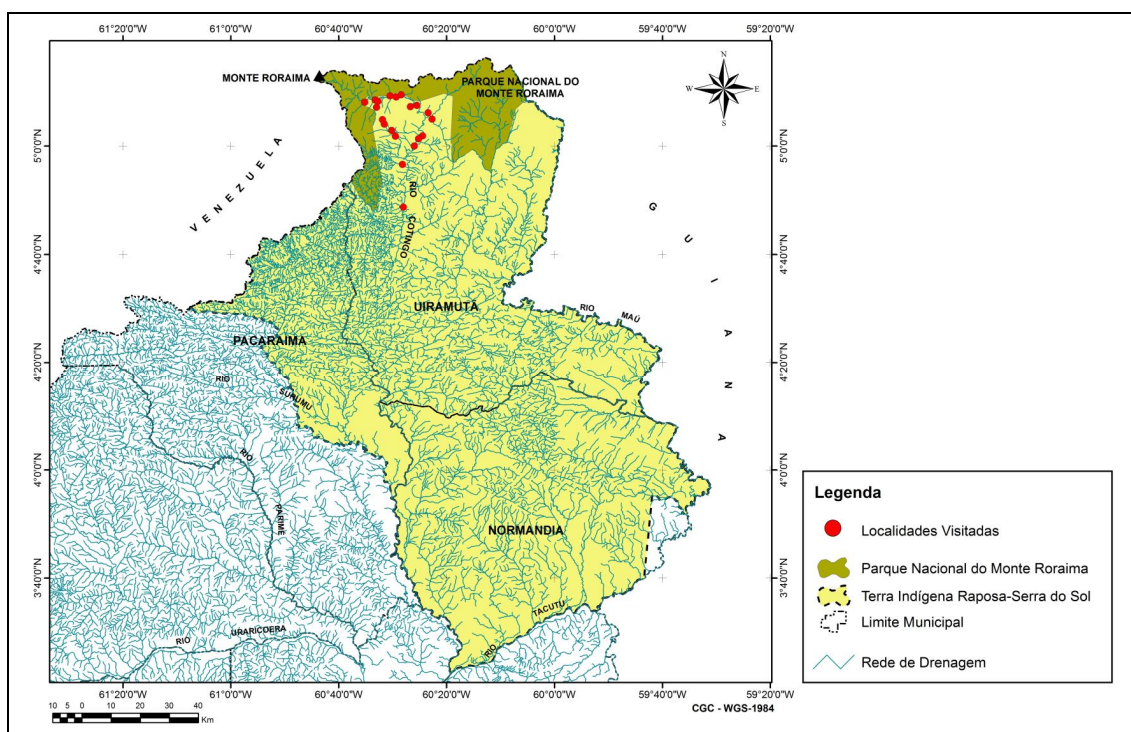 61°20'0"W 61°0'0"W 60°40'0"W 60°20'0"W 60°0'0"W 59°40'0"W 59°20'0"W
N
W E
S
MONTE RORAIMA
PARQUE NACIONAL DO
MONTE RORAIMA
5°0'0"N 5°0'0"N
VENEZUELA
RIO
COTINGO
GUIANA
4°40'0"N 4°40'0"N
UIRAMUTÃ
RIO
MAÚ
PACARAIMA
4°20'0"N 4°20'0"N
RIO
SURUMU
RIO
PARIMÉ
4°0'0"N 4°0'0"N
NORMANDIA
3°40'0"N 3°40'0"N
TACUTU
RIO
RIO
URARICOERA
61°20'0"W 61°0'0"W 60°40'0"W 60°20'0"W 60°0'0"W 59°40'0"W 59°20'0"W
10 5 0 10 20 30 40
Km
CGC - WGS-1984
Legenda
Localidades Visitadas
Parque Nacional do Monte Roraima
Terra Indígena Raposa-Serra do Sol
Limite Municipal
Rede de Drenagem